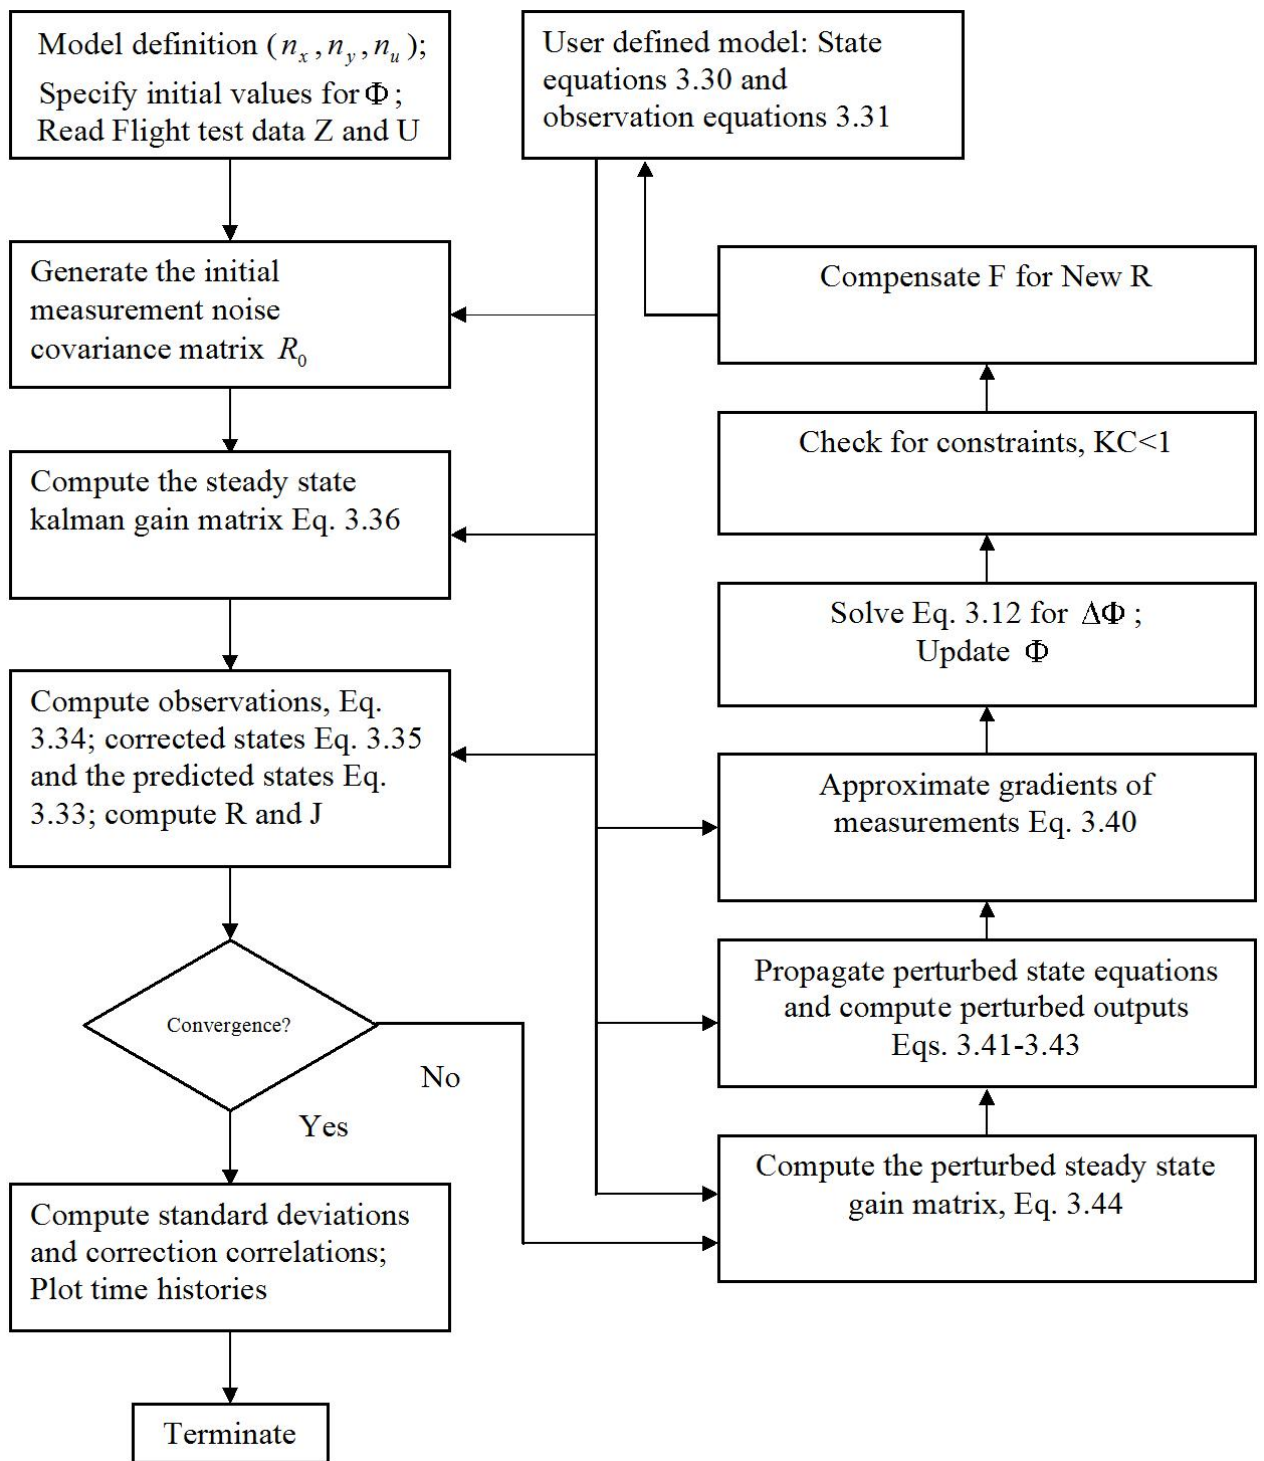 Model definition (n_x, n_y, n_u);
Specify initial values for Φ;
Read Flight test data Z and U
User defined model: State
equations 3.30 and
observation equations 3.31
Generate the initial
measurement noise
covariance matrix R_0
Compensate F for New R
Compute the steady state
kalman gain matrix Eq. 3.36
Check for constraints, KC<1
Solve Eq. 3.12 for ΔΦ;
Update Φ
Compute observations, Eq.
3.34; corrected states Eq. 3.35
and the predicted states Eq.
3.33; compute R and J
Approximate gradients of
measurements Eq. 3.40
Convergence?
No
Yes
Propagate perturbed state equations
and compute perturbed outputs
Eqs. 3.41-3.43
Compute the perturbed steady state
gain matrix, Eq. 3.44
Compute standard deviations
and correction correlations;
Plot time histories
Terminate